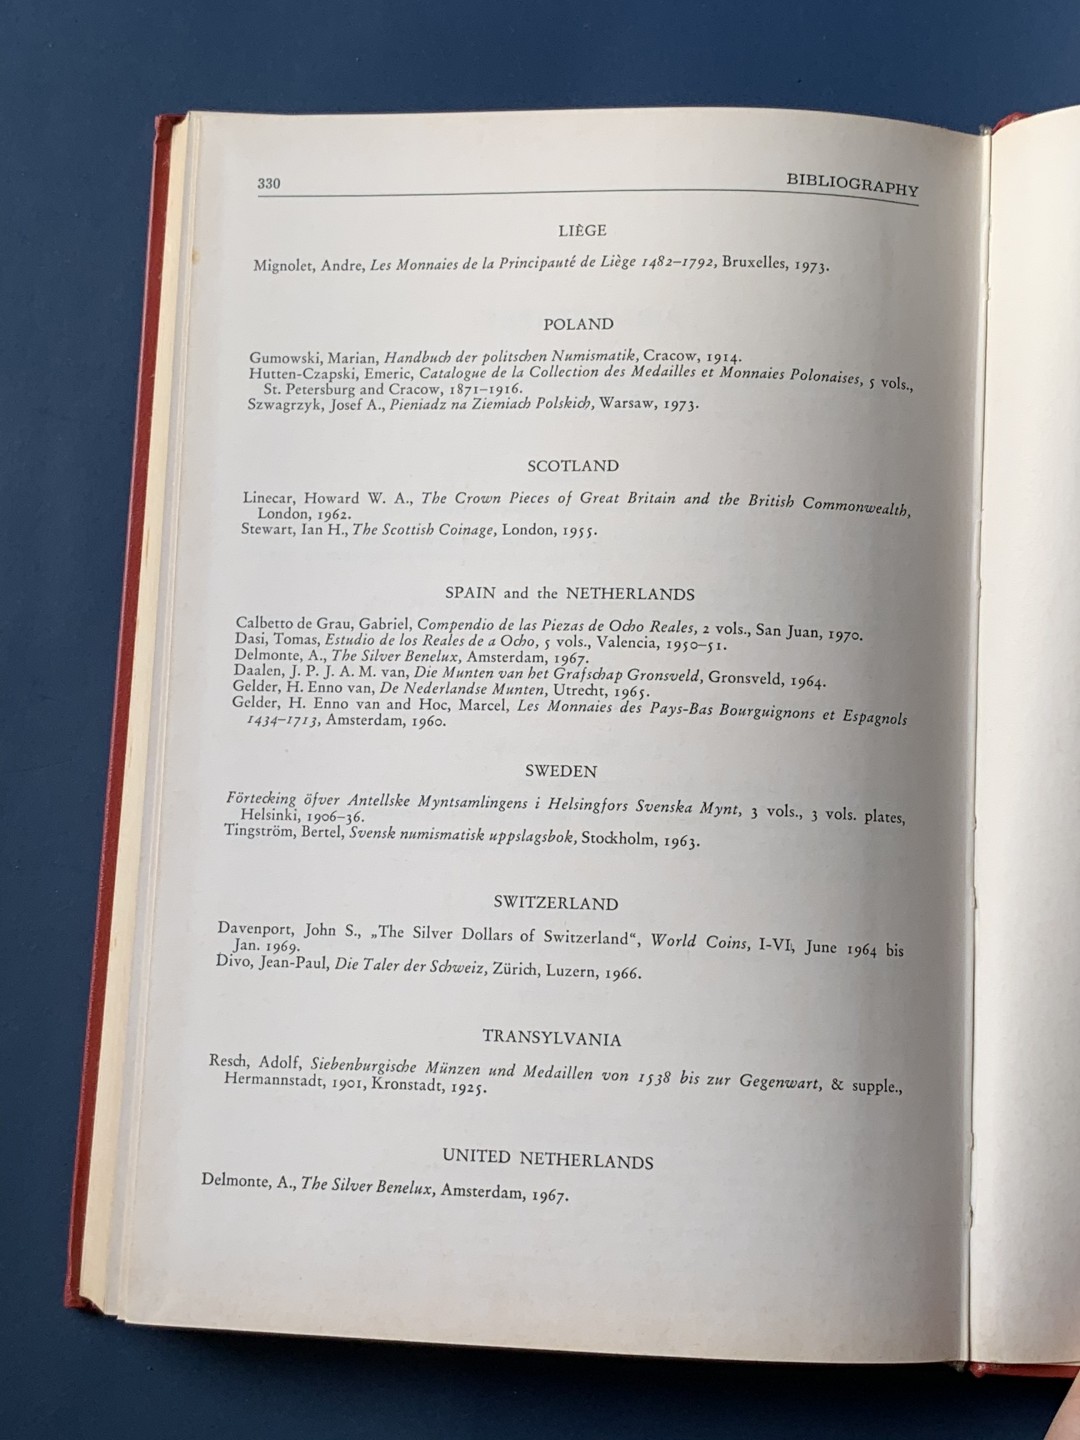 330 BIBLIOGRAPHY
LIÈGE
Mignolet, Andre, Les Monnaies de la Principauté de Liège 1482–1792, Bruxelles, 1973.
POLAND
Gumowski, Marian, Handbuch der politschen Numismatik, Cracow, 1914.
Hutten-Czapski, Emeric, Catalogue de la Collection des Medailles et Monnaies Polonaises, 5 vols.,
St. Petersburg and Cracow, 1871–1916.
Szwagrzyk, Josef A., Pieniadz na Ziemiach Polskich, Warsaw, 1973.
SCOTLAND
Linecar, Howard W. A., The Crown Pieces of Great Britain and the British Commonwealth,
London, 1962.
Stewart, Ian H., The Scottish Coinage, London, 1955.
SPAIN and the NETHERLANDS
Calbetto de Grau, Gabriel, Compendio de las Piezas de Ocho Reales, 2 vols., San Juan, 1970.
Dasi, Tomas, Estudio de los Reales de a Ocho, 5 vols., Valencia, 1950–51.
Delmonte, A., The Silver Benelux, Amsterdam, 1967.
Daalen, J. P. J. A. M. van, Die Munten van het Grafschap Gronsveld, Gronsveld, 1964.
Gelder, H. Enno van, De Nederlandse Munten, Utrecht, 1965.
Gelder, H. Enno van and Hoc, Marcel, Les Monnaies des Pays-Bas Bourguignons et Espagnols
1434–1713, Amsterdam, 1960.
SWEDEN
Förtecking öfver Antellske Myntsamlingens i Helsingfors Svenska Mynt, 3 vols., 3 vols. plates,
Helsinki, 1906–36.
Tingström, Bertel, Svensk numismatisk uppslagsbok, Stockholm, 1963.
SWITZERLAND
Davenport, John S., „The Silver Dollars of Switzerland“, World Coins, I-VI, June 1964 bis
Jan. 1969.
Divo, Jean-Paul, Die Taler der Schweiz, Zürich, Luzern, 1966.
TRANSYLVANIA
Resch, Adolf, Siebenburgische Münzen und Medaillen von 1538 bis zur Gegenwart, & supple.,
Hermannstadt, 1901, Kronstadt, 1925.
UNITED NETHERLANDS
Delmonte, A., The Silver Benelux, Amsterdam, 1967.